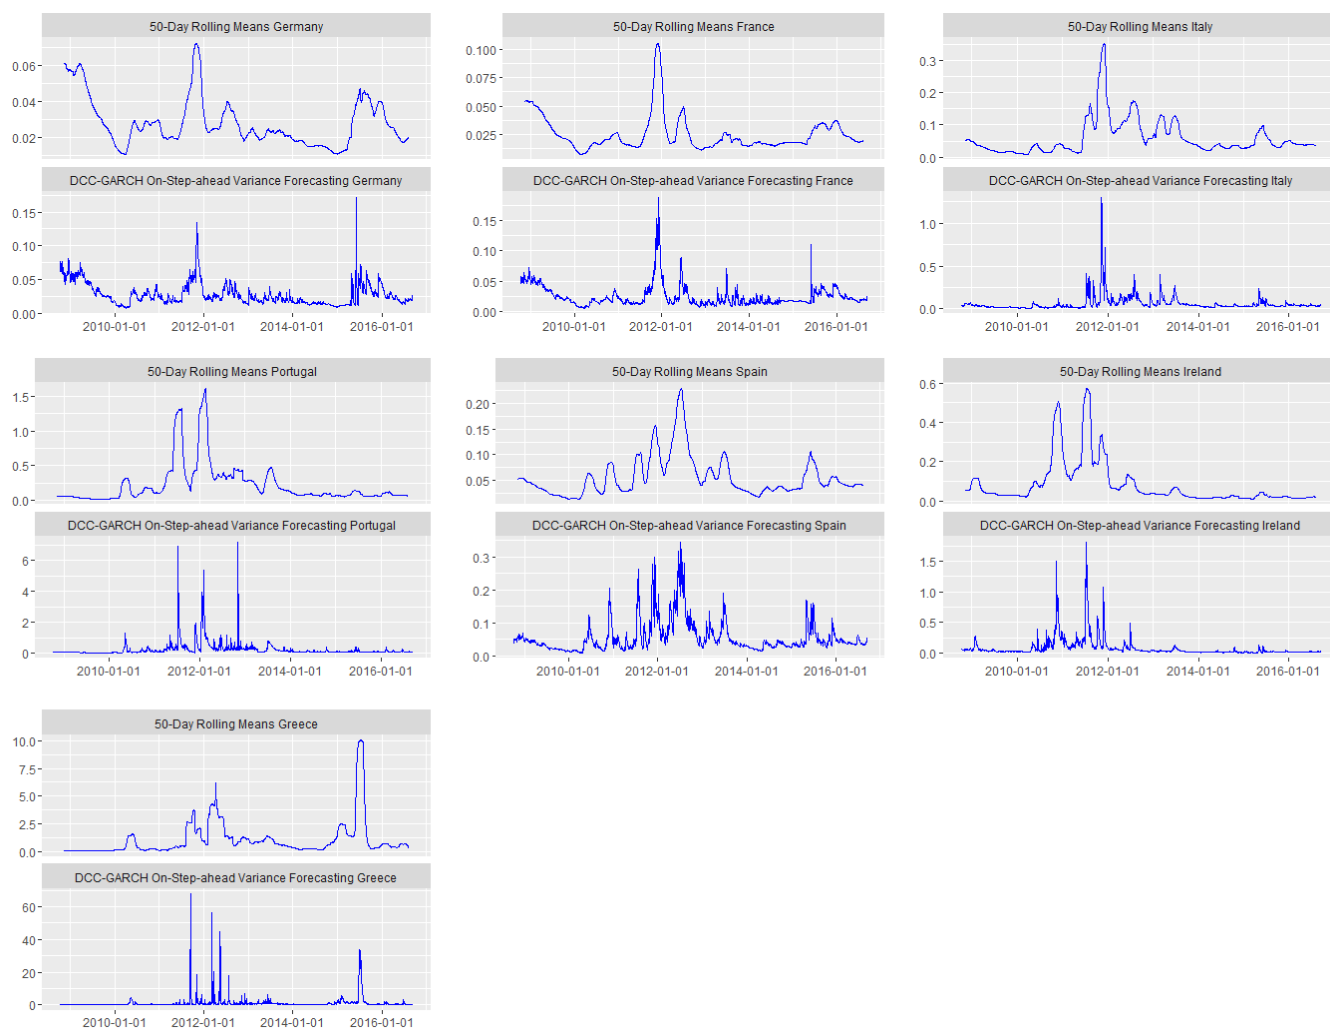 50-Day Rolling Means Germany
0.06
0.04
0.02
DCC-GARCH On-Step-ahead Variance Forecasting Germany
0.15
0.10
0.05
0.00
2010-01-01 2012-01-01 2014-01-01 2016-01-01
50-Day Rolling Means France
0.100
0.075
0.050
0.025
DCC-GARCH On-Step-ahead Variance Forecasting France
0.15
0.10
0.05
0.00
2010-01-01 2012-01-01 2014-01-01 2016-01-01
50-Day Rolling Means Italy
0.3
0.2
0.1
0.0
DCC-GARCH On-Step-ahead Variance Forecasting Italy
1.0
0.5
0.0
2010-01-01 2012-01-01 2014-01-01 2016-01-01
50-Day Rolling Means Portugal
1.5
1.0
0.5
0.0
DCC-GARCH On-Step-ahead Variance Forecasting Portugal
6
4
2
0
2010-01-01 2012-01-01 2014-01-01 2016-01-01
50-Day Rolling Means Spain
0.20
0.15
0.10
0.05
DCC-GARCH On-Step-ahead Variance Forecasting Spain
0.3
0.2
0.1
0.0
2010-01-01 2012-01-01 2014-01-01 2016-01-01
50-Day Rolling Means Ireland
0.6
0.4
0.2
0.0
DCC-GARCH On-Step-ahead Variance Forecasting Ireland
1.5
1.0
0.5
0.0
2010-01-01 2012-01-01 2014-01-01 2016-01-01
50-Day Rolling Means Greece
10.0
7.5
5.0
2.5
0.0
DCC-GARCH On-Step-ahead Variance Forecasting Greece
60
40
20
0
2010-01-01 2012-01-01 2014-01-01 2016-01-01